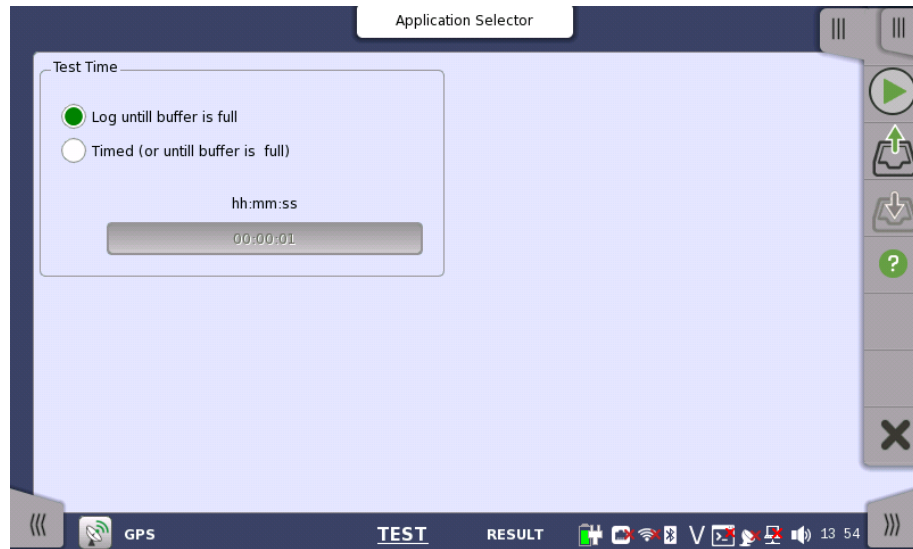 Application Selector
Test Time
Log untill buffer is full
Timed (or untill buffer is full)
hh:mm:ss
00:00:01
?
GPS TEST RESULT V 13 54